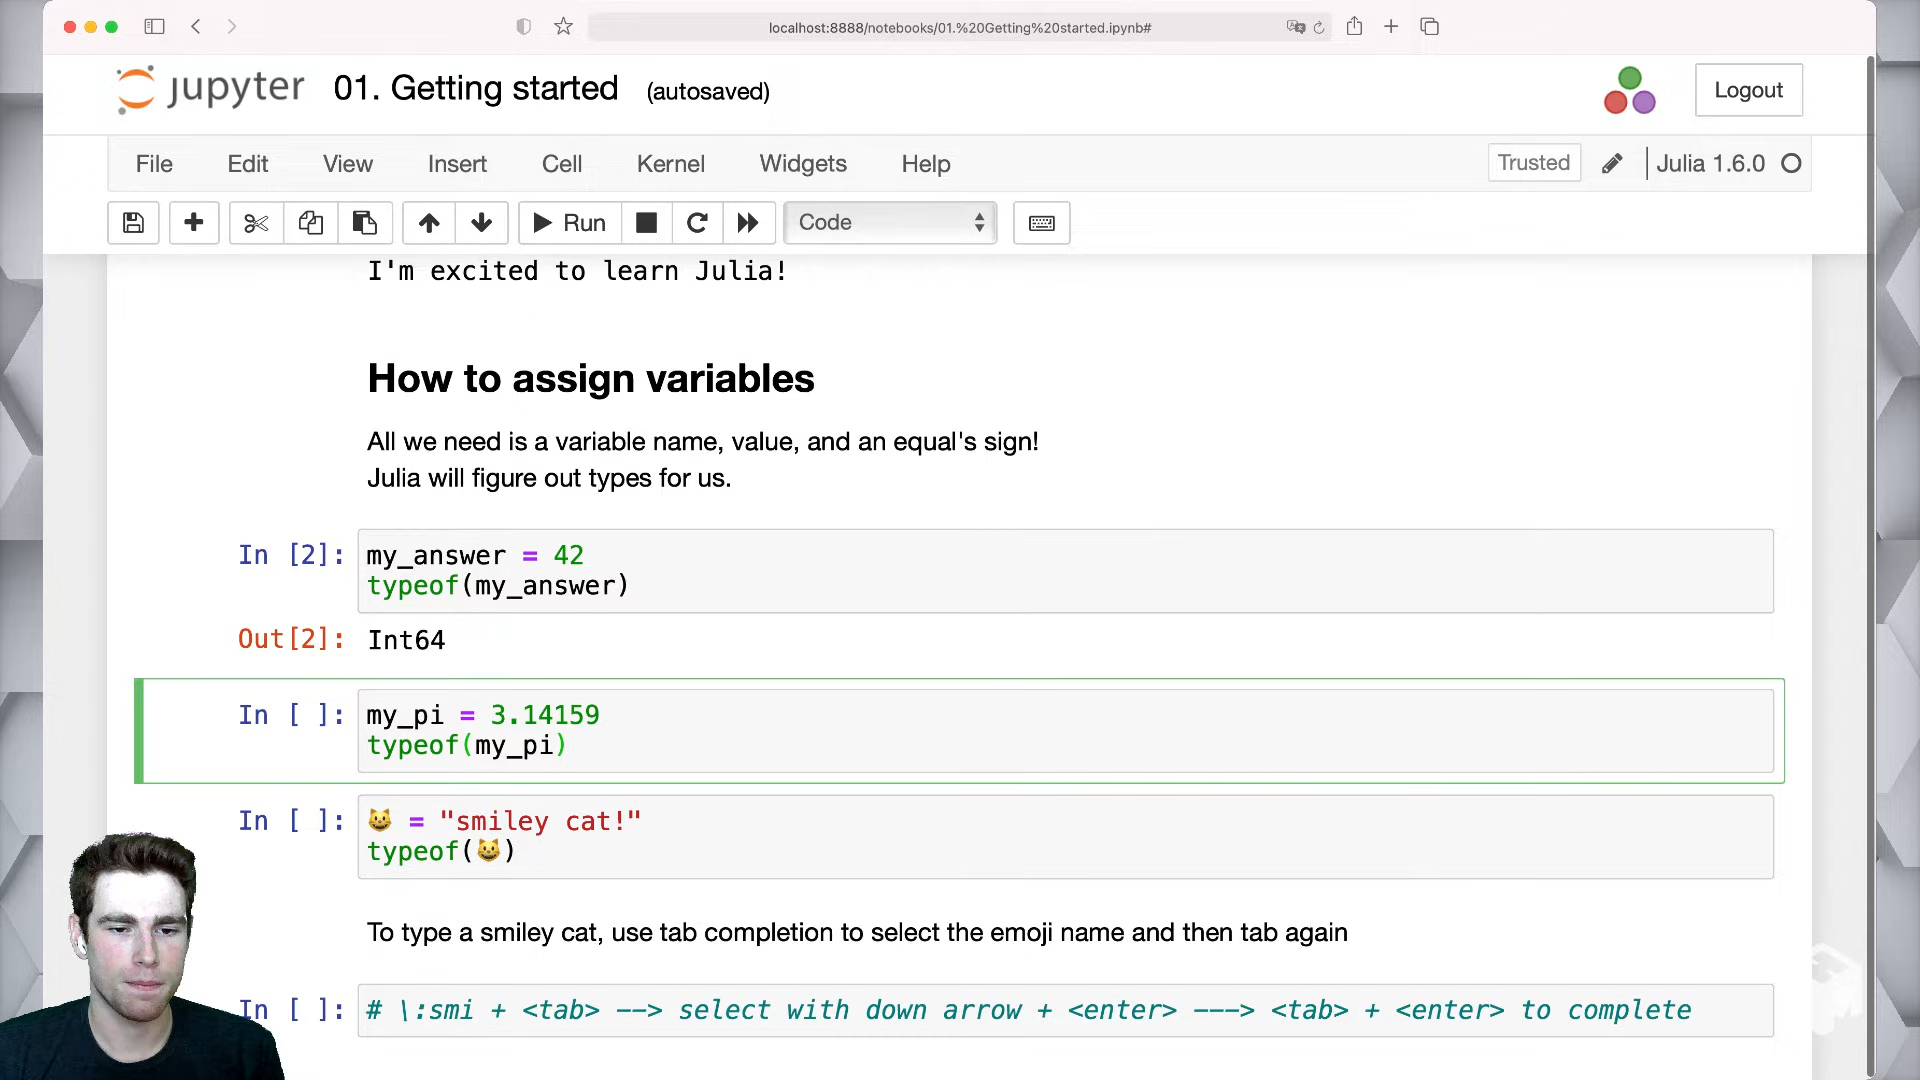 localhost:8888/notebooks/01.%20Getting%20started.ipynb#
jupyter 01. Getting started (autosaved)
Logout
File Edit View Insert Cell Kernel Widgets Help
Trusted
Julia 1.6.0
Run
Code
I'm excited to learn Julia!
How to assign variables
All we need is a variable name, value, and an equal's sign!
Julia will figure out types for us.
In [2]: my_answer = 42
typeof(my_answer)
Out[2]: Int64
In [ ]: my_pi = 3.14159
typeof(my_pi)
In [ ]: 😺 = "smiley cat!"
typeof(😺)
To type a smiley cat, use tab completion to select the emoji name and then tab again
In [ ]: # \:smi + <tab> --> select with down arrow + <enter> ---> <tab> + <enter> to complete